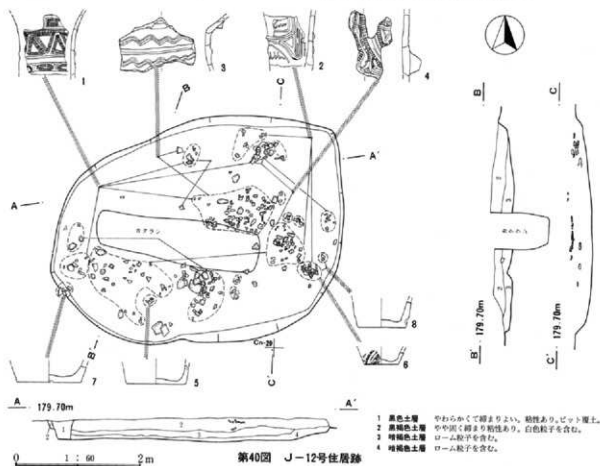 1
3
2
4
B
C
A
A'
カクラン
Cn-29
B'
C'
7
5
6
8
B
C
179.70m
179.70m
B'
C'
A
179.70m
A'
1 黒色土層 やわらかくて締まりよい。粘性あり。ピット覆土。
2 黒褐色土層 やや固く締まり粘性あり。白色粒子を含む。
3 暗褐色土層 ローム粒子を含む。
4 暗褐色土層 ローム粒子を含む。
0 1 : 60 2m
第40図 J-12号住居跡